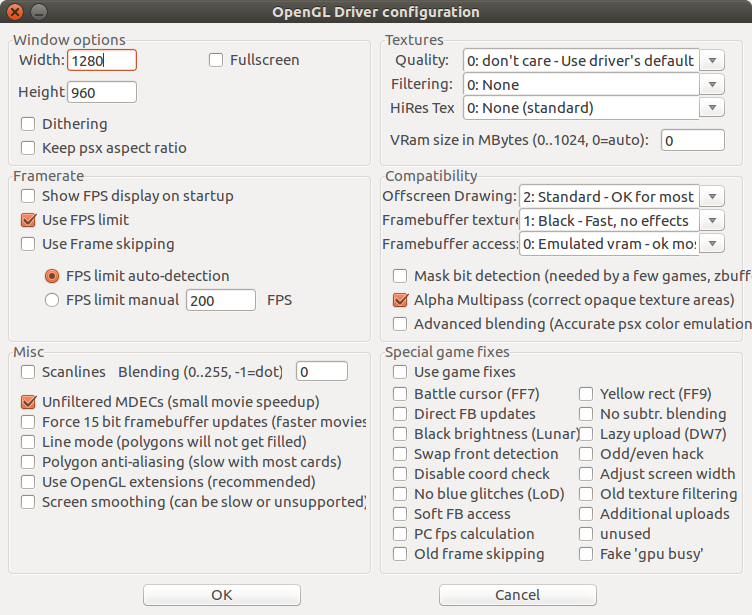 OpenGL Driver configuration
Window options
Width: 1280
Fullscreen
Height 960
Dithering
Keep psx aspect ratio
Textures
Quality: 0: don't care - Use driver's default
Filtering: 0: None
HiRes Tex 0: None (standard)
VRam size in MBytes (0..1024, 0=auto): 0
Framerate
Show FPS display on startup
Use FPS limit
Use Frame skipping
FPS limit auto-detection
FPS limit manual 200 FPS
Compatibility
Offscreen Drawing: 2: Standard - OK for most
Framebuffer texture 1: Black - Fast, no effects
Framebuffer access: 0: Emulated vram - ok mos
Mask bit detection (needed by a few games, zbuff
Alpha Multipass (correct opaque texture areas)
Advanced blending (Accurate psx color emulation
Misc
Scanlines Blending (0..255, -1=dot) 0
Unfiltered MDECs (small movie speedup)
Force 15 bit framebuffer updates (faster movies
Line mode (polygons will not get filled)
Polygon anti-aliasing (slow with most cards)
Use OpenGL extensions (recommended)
Screen smoothing (can be slow or unsupported)
Special game fixes
Use game fixes
Battle cursor (FF7)
Yellow rect (FF9)
Direct FB updates
No subtr. blending
Black brightness (Lunar)
Lazy upload (DW7)
Swap front detection
Odd/even hack
Disable coord check
Adjust screen width
No blue glitches (LoD)
Old texture filtering
Soft FB access
Additional uploads
PC fps calculation
unused
Old frame skipping
Fake 'gpu busy'
OK
Cancel